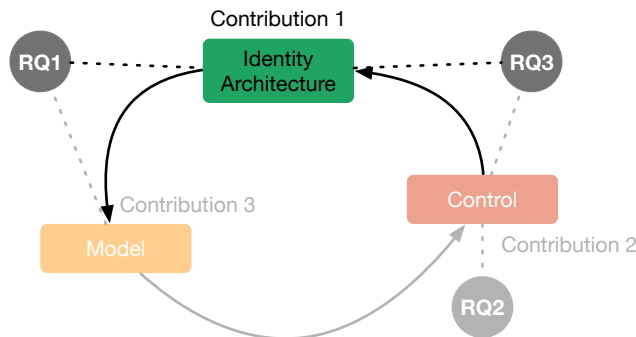 Contribution 1
RQ1
Identity
Architecture
RQ3
Contribution 3
Control
Model
Contribution 2
RQ2